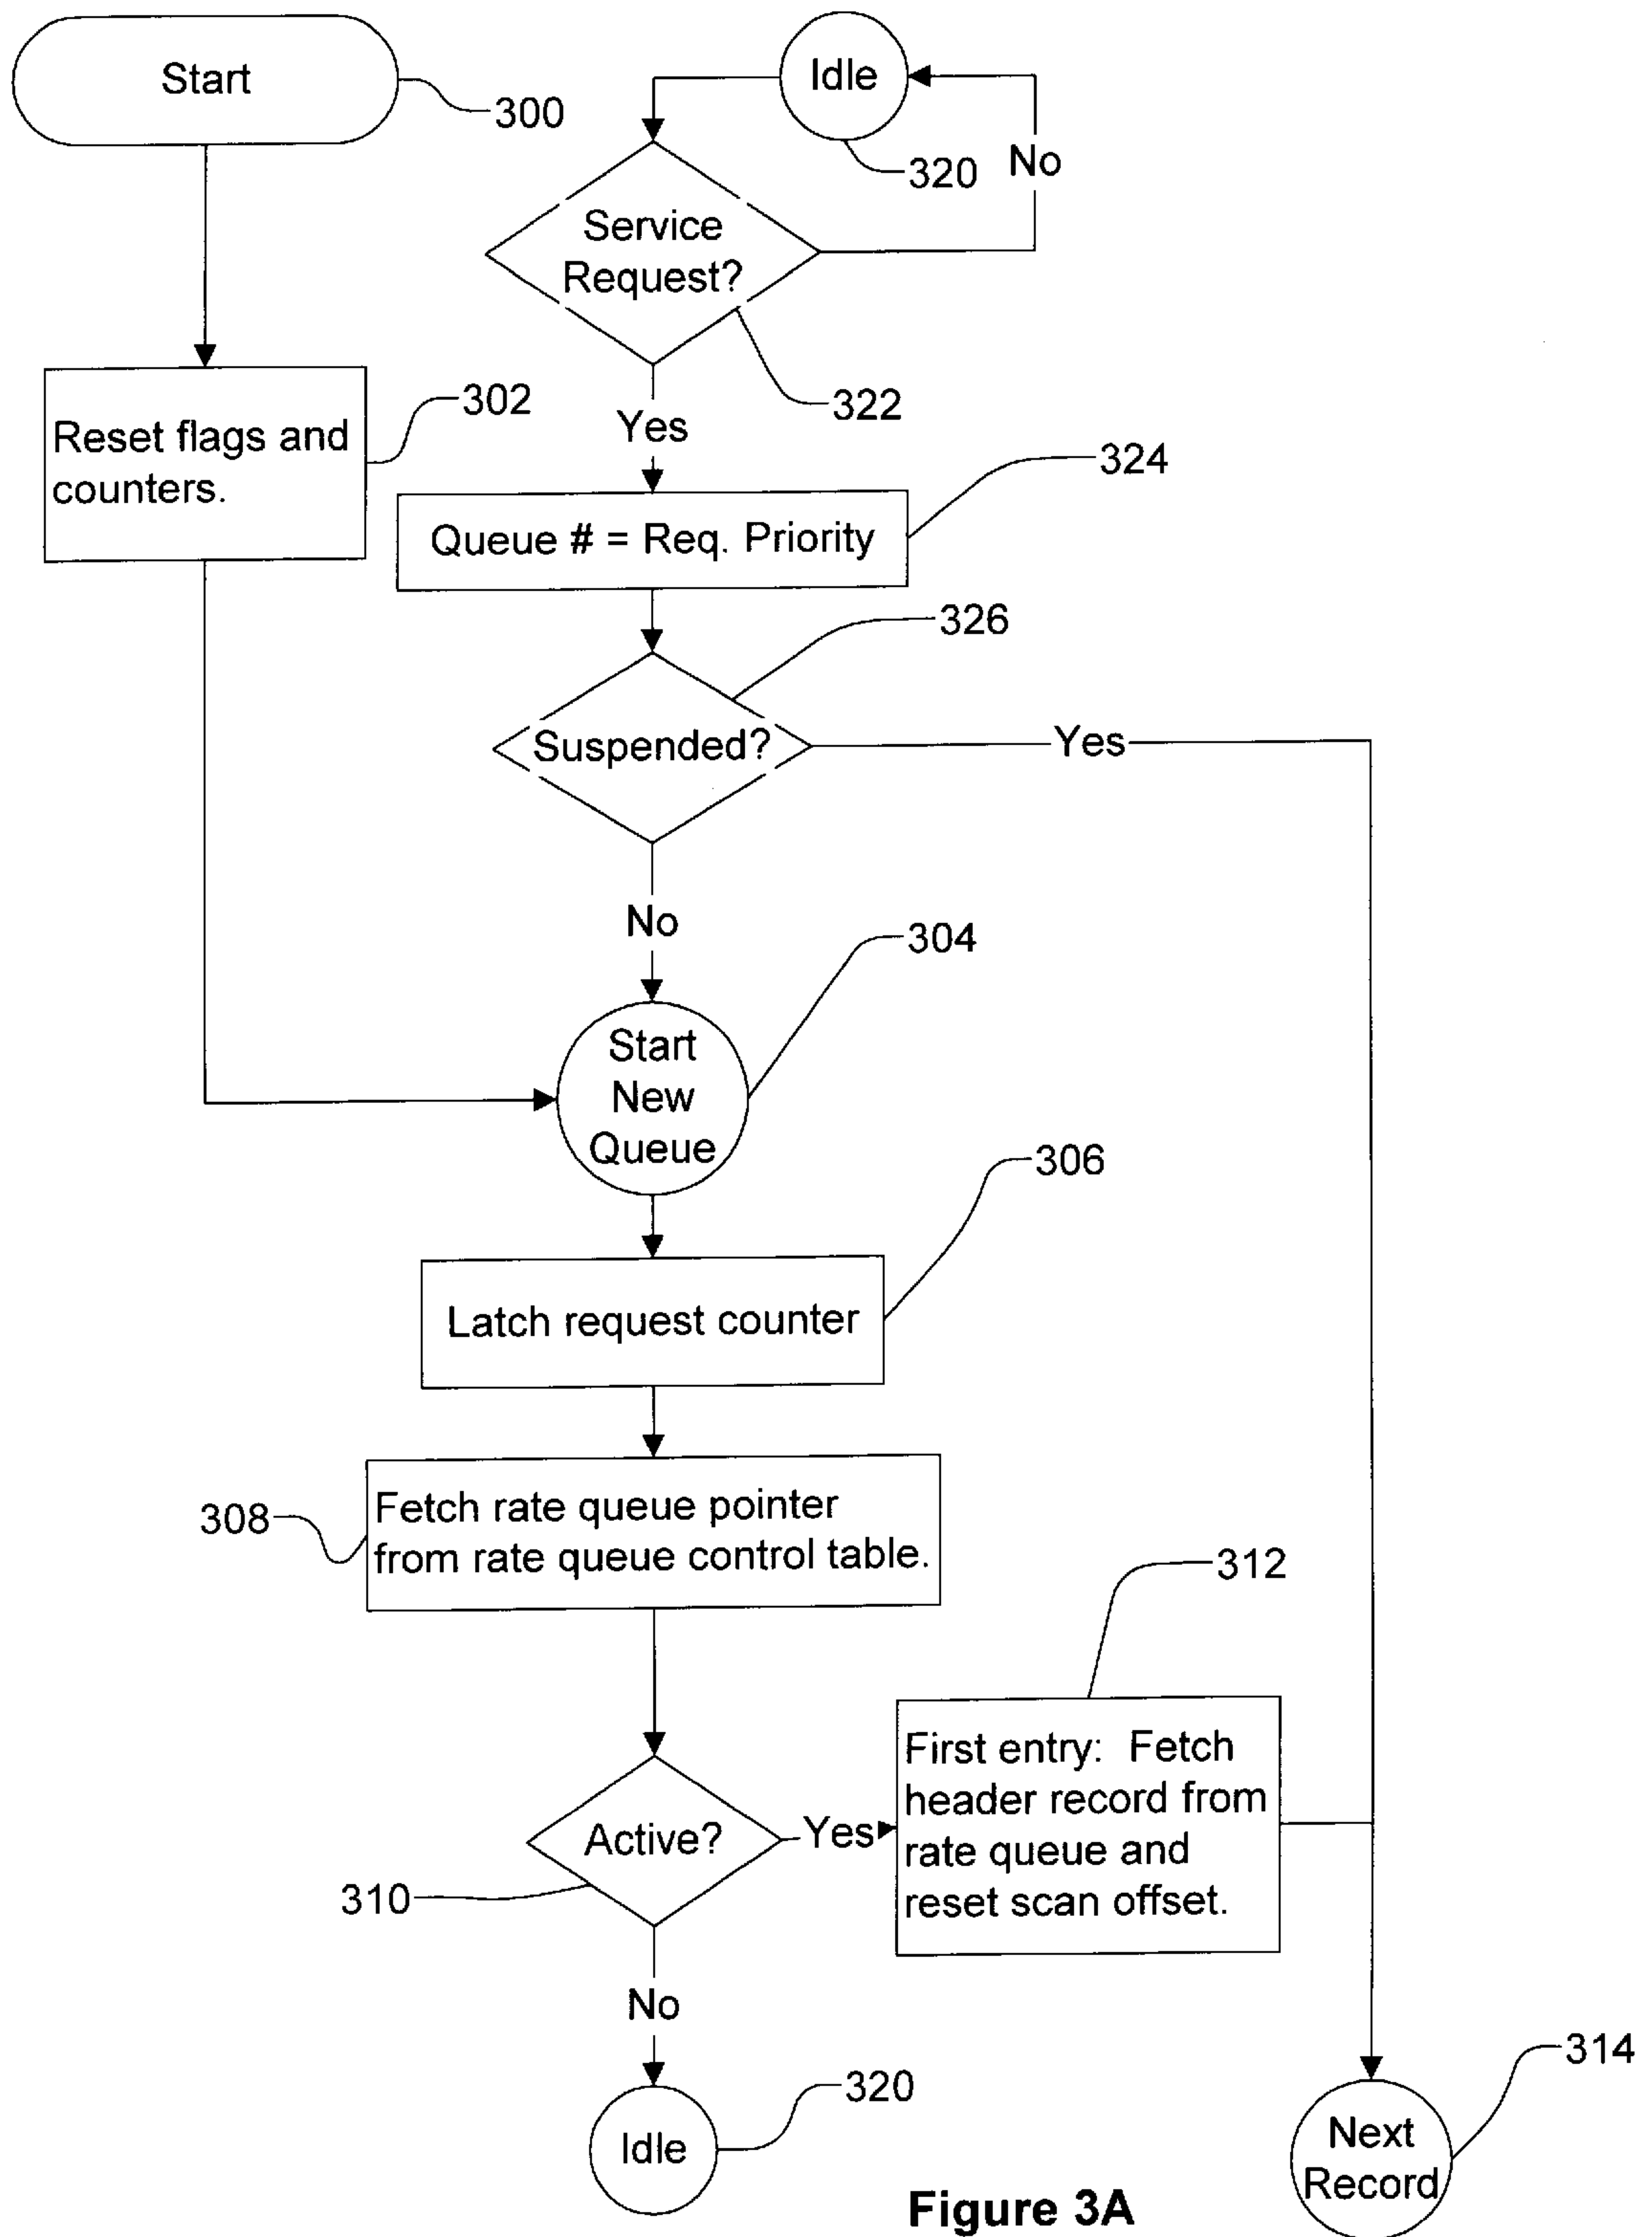 Start
300
Idle
320
No
Service
Request?
322
Yes
302
Reset flags and
counters.
324
Queue # = Req. Priority
326
Suspended?
Yes
No
304
Start
New
Queue
306
Latch request counter
308
Fetch rate queue pointer
from rate queue control table.
312
First entry: Fetch
header record from
rate queue and
reset scan offset.
Active?
Yes
310
No
320
Idle
314
Next
Record
Figure 3A